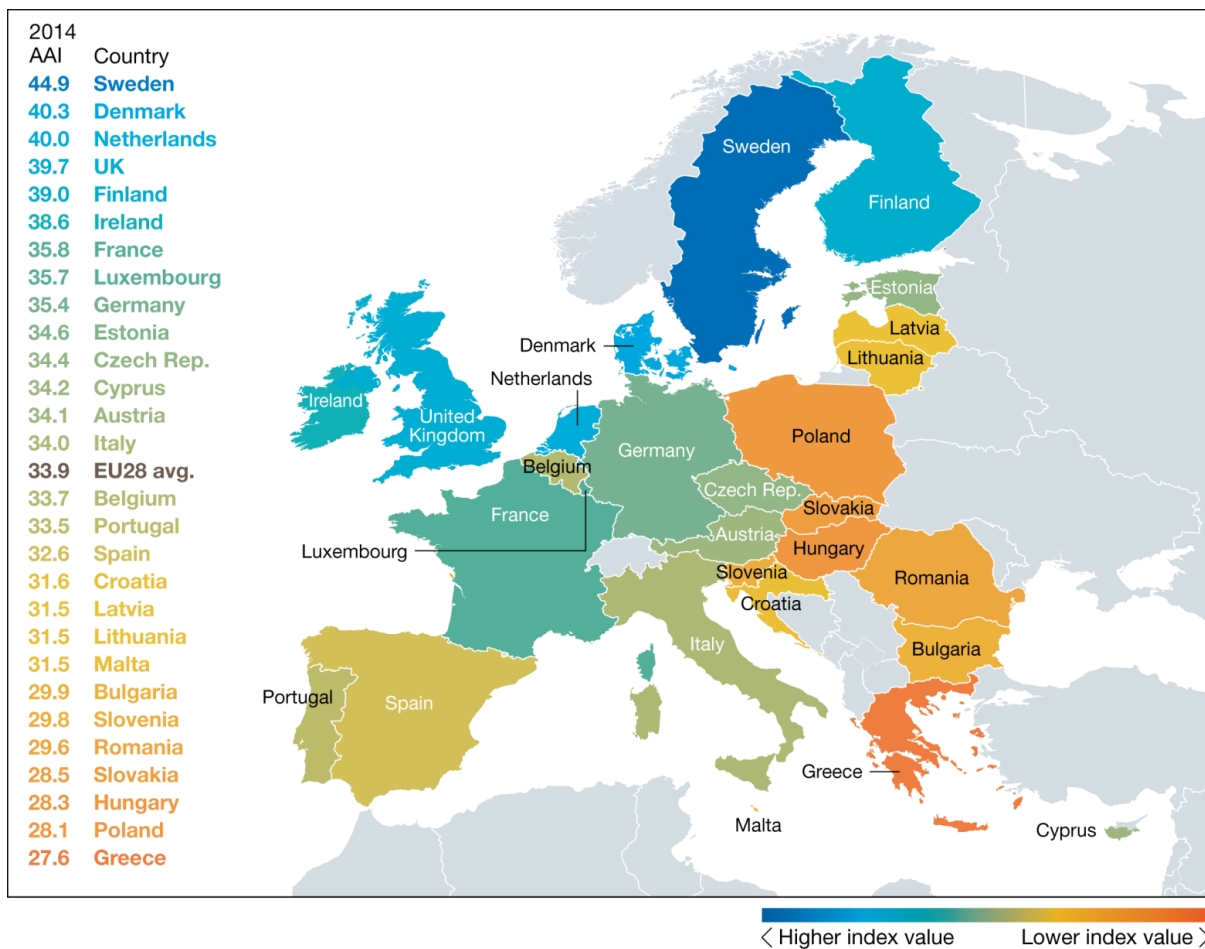 2014
AAI Country
44.9 Sweden
40.3 Denmark
40.0 Netherlands
39.7 UK
39.0 Finland
38.6 Ireland
35.8 France
35.7 Luxembourg
35.4 Germany
34.6 Estonia
34.4 Czech Rep.
34.2 Cyprus
34.1 Austria
34.0 Italy
33.9 EU28 avg.
33.7 Belgium
33.5 Portugal
32.6 Spain
31.6 Croatia
31.5 Latvia
31.5 Lithuania
31.5 Malta
29.9 Bulgaria
29.8 Slovenia
29.6 Romania
28.5 Slovakia
28.3 Hungary
28.1 Poland
27.6 Greece
Sweden
Finland
Estonia
Latvia
Lithuania
Denmark
Netherlands
Ireland
United
Kingdom
Belgium
Germany
Poland
Czech Rep.
Slovakia
France
Luxembourg
Austria
Hungary
Slovenia
Romania
Croatia
Italy
Bulgaria
Portugal
Spain
Greece
Malta
Cyprus
Higher index value
Lower index value